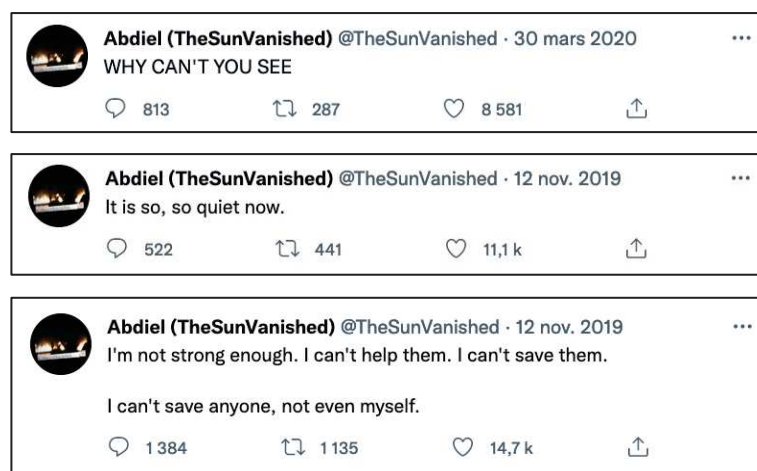 Abdiel (TheSunVanished) @TheSunVanished · 30 mars 2020 ...
WHY CAN'T YOU SEE
813 287 8 581
Abdiel (TheSunVanished) @TheSunVanished · 12 nov. 2019 ...
It is so, so quiet now.
522 441 11,1 k
Abdiel (TheSunVanished) @TheSunVanished · 12 nov. 2019 ...
I'm not strong enough. I can't help them. I can't save them.
I can't save anyone, not even myself.
1 384 1 135 14,7 k